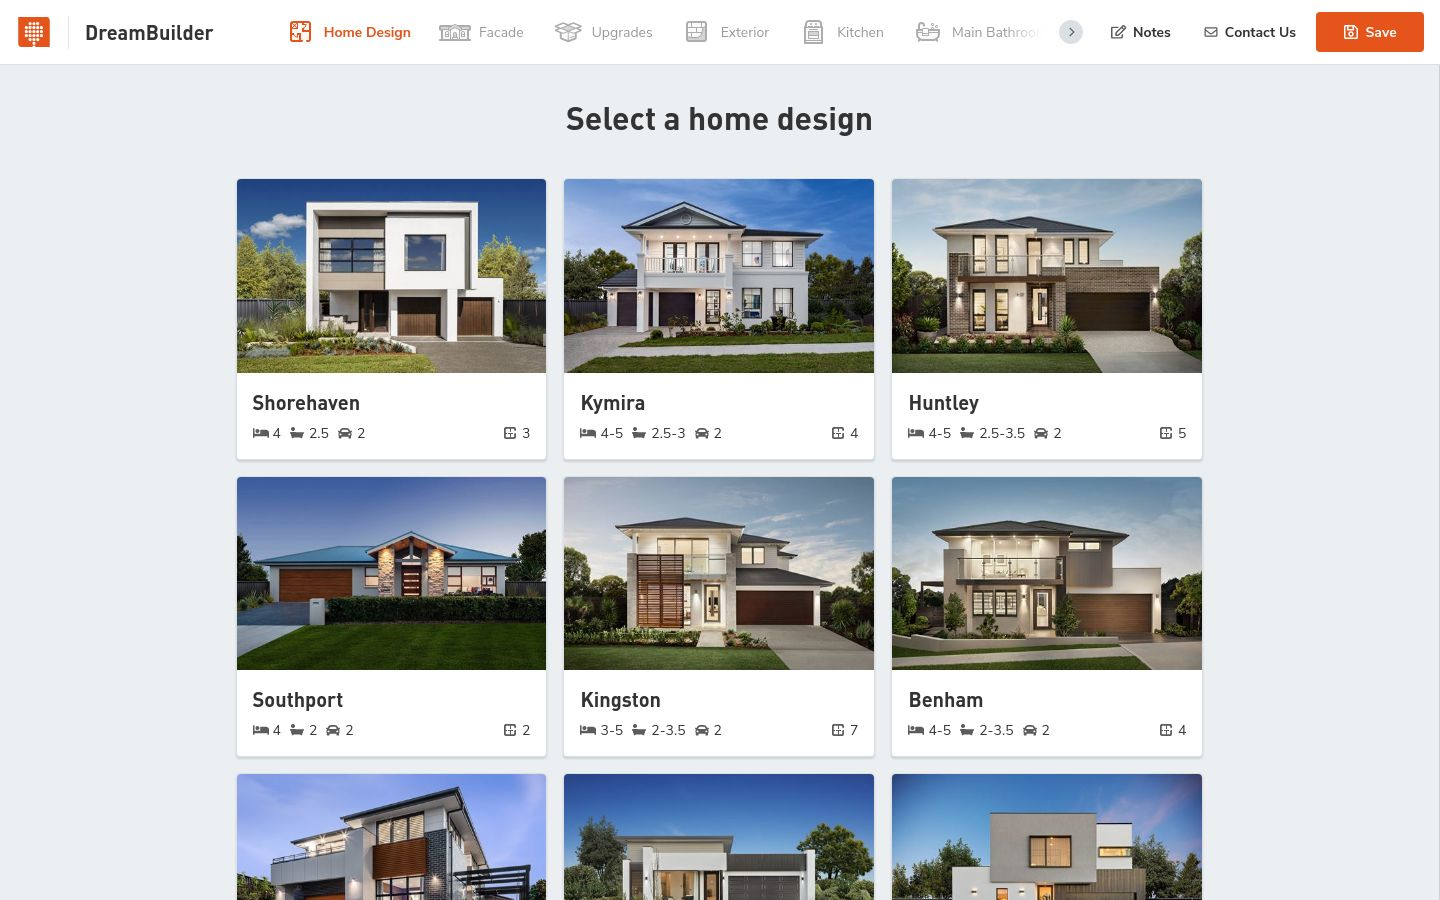 DreamBuilder
Home Design
Facade
Upgrades
Exterior
Kitchen
Main Bathroo
Notes
Contact Us
Save
Select a home design
Shorehaven
4 2.5 2 3
Kymira
4-5 2.5-3 2 4
Huntley
4-5 2.5-3.5 2 5
Southport
4 2 2 2
Kingston
3-5 2-3.5 2 7
Benham
4-5 2-3.5 2 4